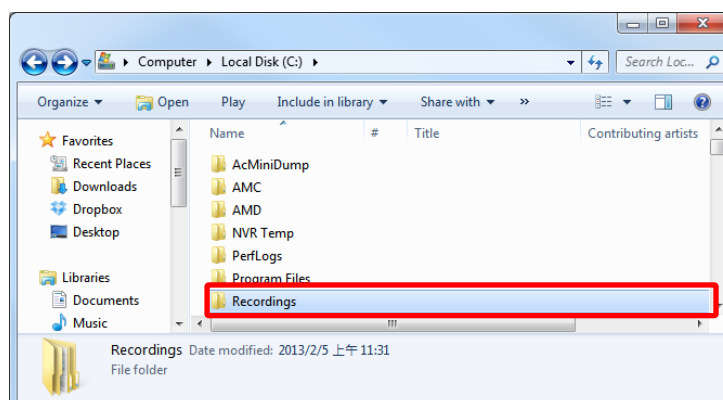 Computer ▸ Local Disk (C:) ▸
Search Loc...
Organize Open Play Include in library Share with »
Name # Title Contributing artists
Favorites
Recent Places
Downloads
Dropbox
Desktop
Libraries
Documents
Music
AcMiniDump
AMC
AMD
NVR Temp
PerfLogs
Program Files
Recordings
Recordings Date modified: 2013/2/5 上午 11:31
File folder